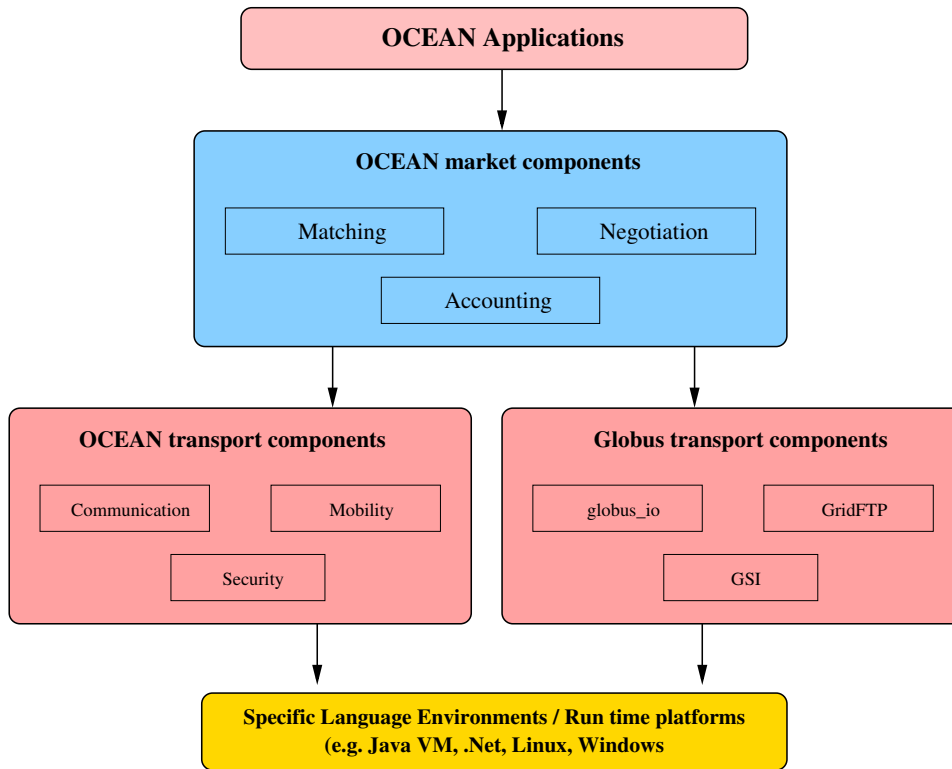 OCEAN Applications
OCEAN market components
Matching
Negotiation
Accounting
OCEAN transport components
Communication
Mobility
Security
Globus transport components
globus_io
GridFTP
GSI
Specific Language Environments / Run time platforms
(e.g. Java VM, .Net, Linux, Windows